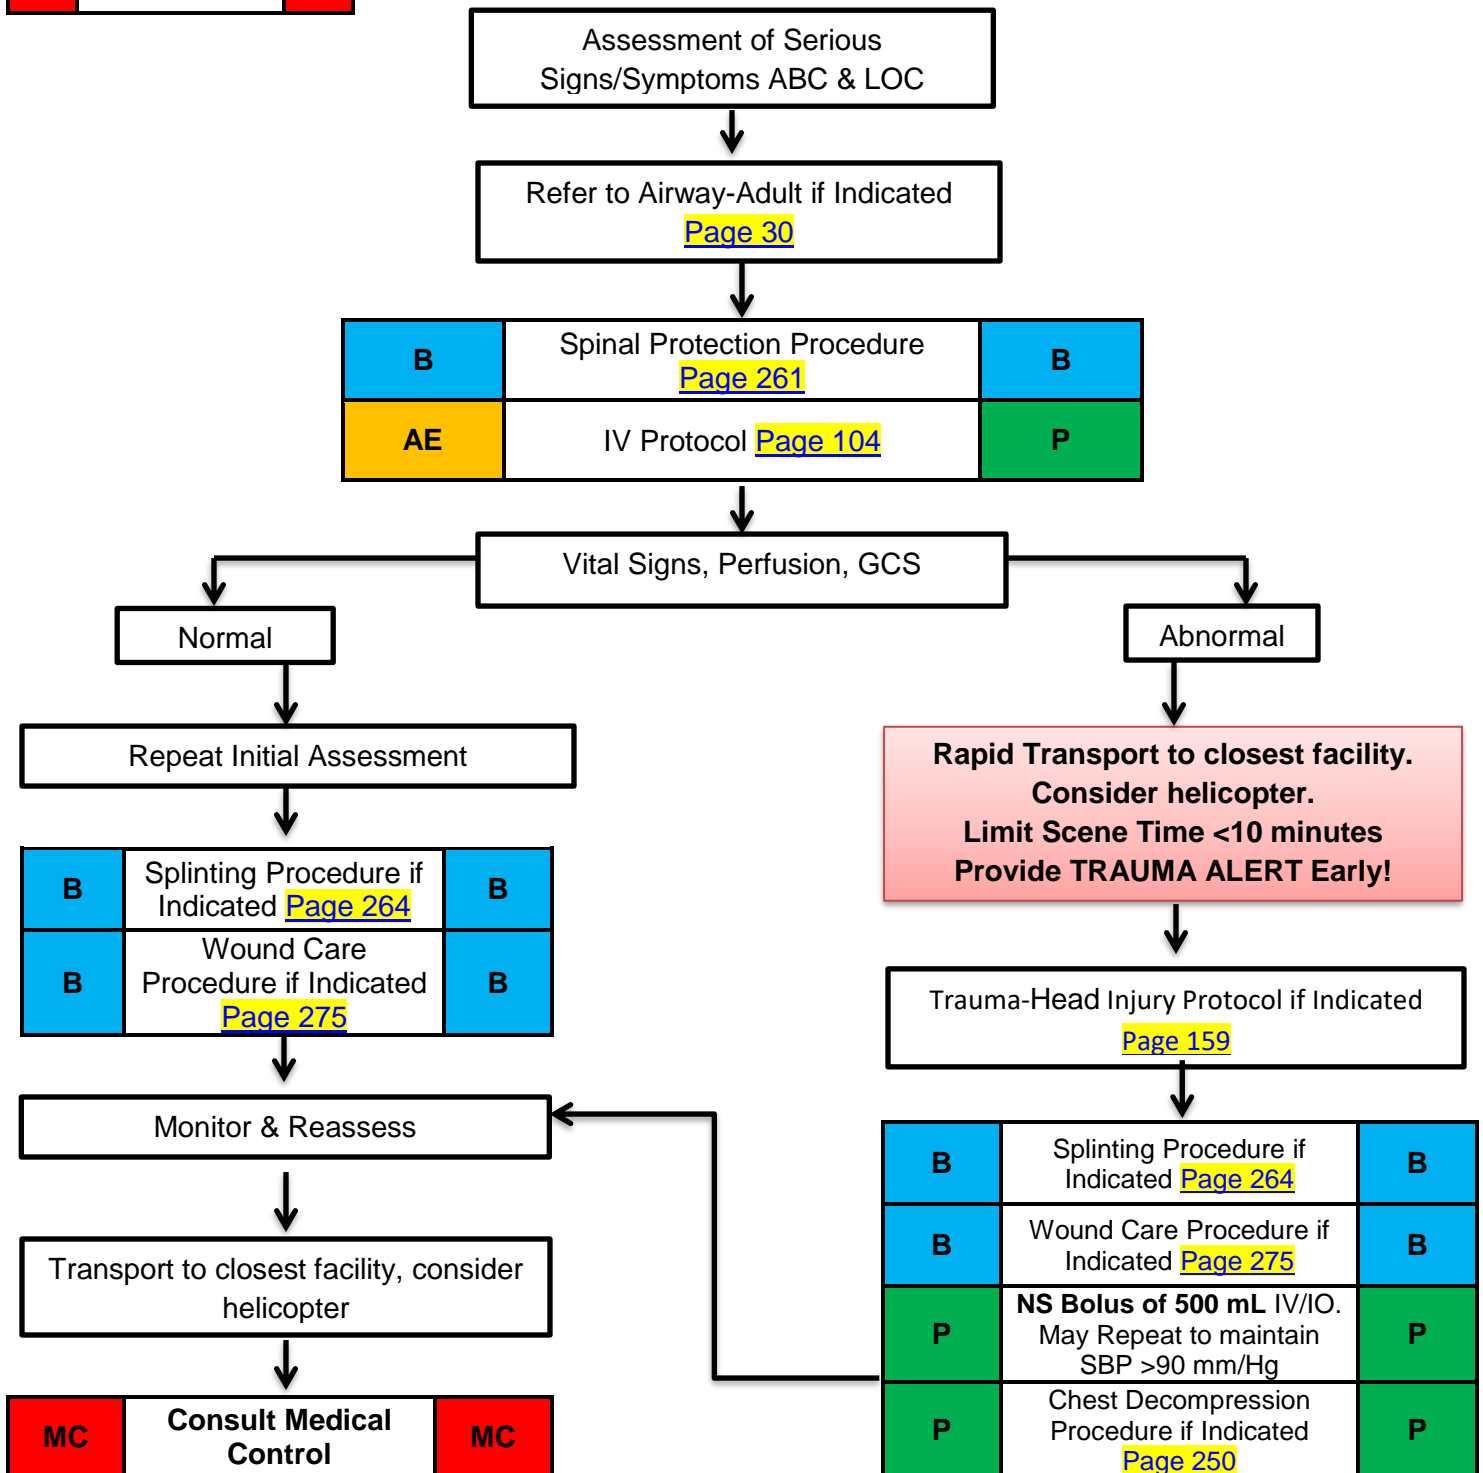 Assessment of Serious
Signs/Symptoms ABC & LOC
Refer to Airway-Adult if Indicated
Page 30
B
Spinal Protection Procedure
Page 261
B
AE
IV Protocol Page 104
P
Vital Signs, Perfusion, GCS
Normal
Abnormal
Repeat Initial Assessment
B
Splinting Procedure if
Indicated Page 264
B
B
Wound Care
Procedure if Indicated
Page 275
B
Monitor & Reassess
Transport to closest facility, consider
helicopter
MC
Consult Medical
Control
MC
Rapid Transport to closest facility.
Consider helicopter.
Limit Scene Time <10 minutes
Provide TRAUMA ALERT Early!
Trauma-Head Injury Protocol if Indicated
Page 159
B
Splinting Procedure if
Indicated Page 264
B
B
Wound Care Procedure if
Indicated Page 275
B
P
NS Bolus of 500 mL IV/IO.
May Repeat to maintain
SBP >90 mm/Hg
P
P
Chest Decompression
Procedure if Indicated
Page 250
P